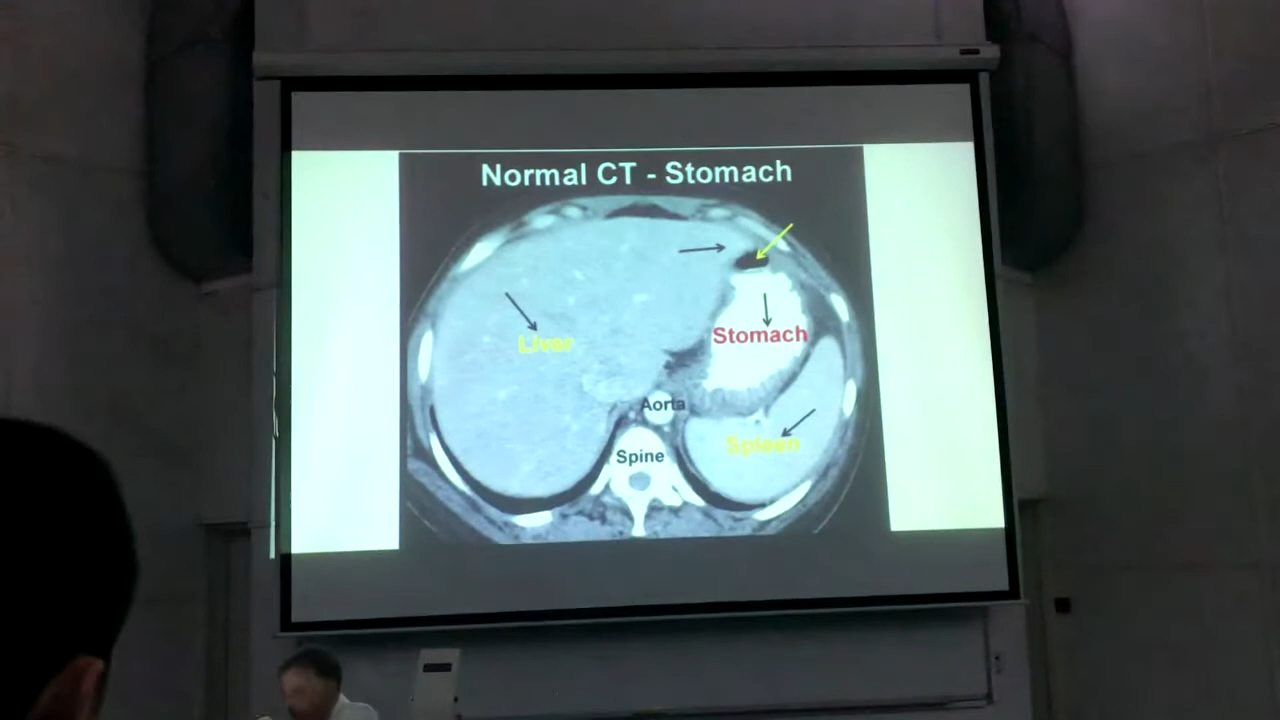 Normal CT - Stomach
Stomach
Liver
Aorta
Spleen
Spine